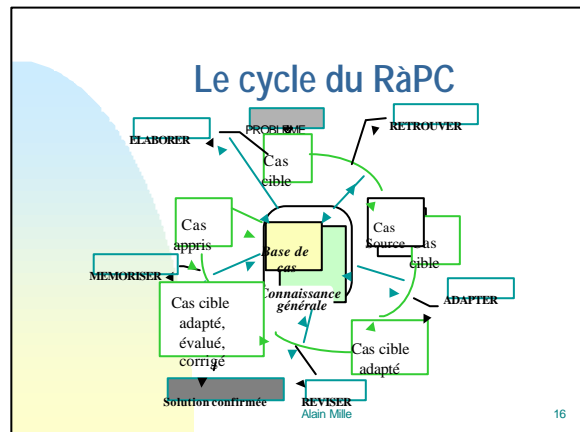 Le cycle du RàPC
PROBLEME
ELABORER
RETROUVER
Cas
cible
Cas
appris
Cas
Source
Cas
cible
Base de
cas
MEMORISER
Connaissance
générale
ADAPTER
Cas cible
adapté,
évalué,
corrigé
Cas cible
adapté
Solution confirmée
REVISER
Alain Mille
16